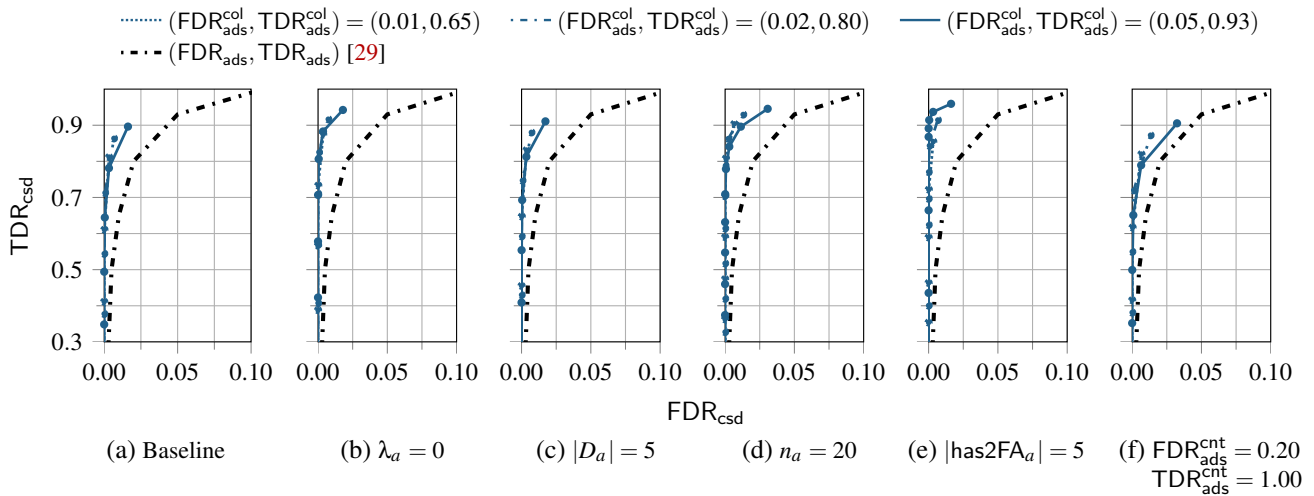 (FDR^col_ads, TDR^col_ads) = (0.01, 0.65) (FDR^col_ads, TDR^col_ads) = (0.02, 0.80) (FDR^col_ads, TDR^col_ads) = (0.05, 0.93)
(FDR_ads, TDR_ads) [29]
TDR_csd
0.9
0.7
0.5
0.3
0.00 0.05 0.10 0.00 0.05 0.10 0.00 0.05 0.10 0.00 0.05 0.10 0.00 0.05 0.10 0.00 0.05 0.10
FDR_csd
(a) Baseline (b) λ_a = 0 (c) |D_a| = 5 (d) n_a = 20 (e) |has2FA_a| = 5 (f) FDR^cnt_ads = 0.20
TDR^cnt_ads = 1.00